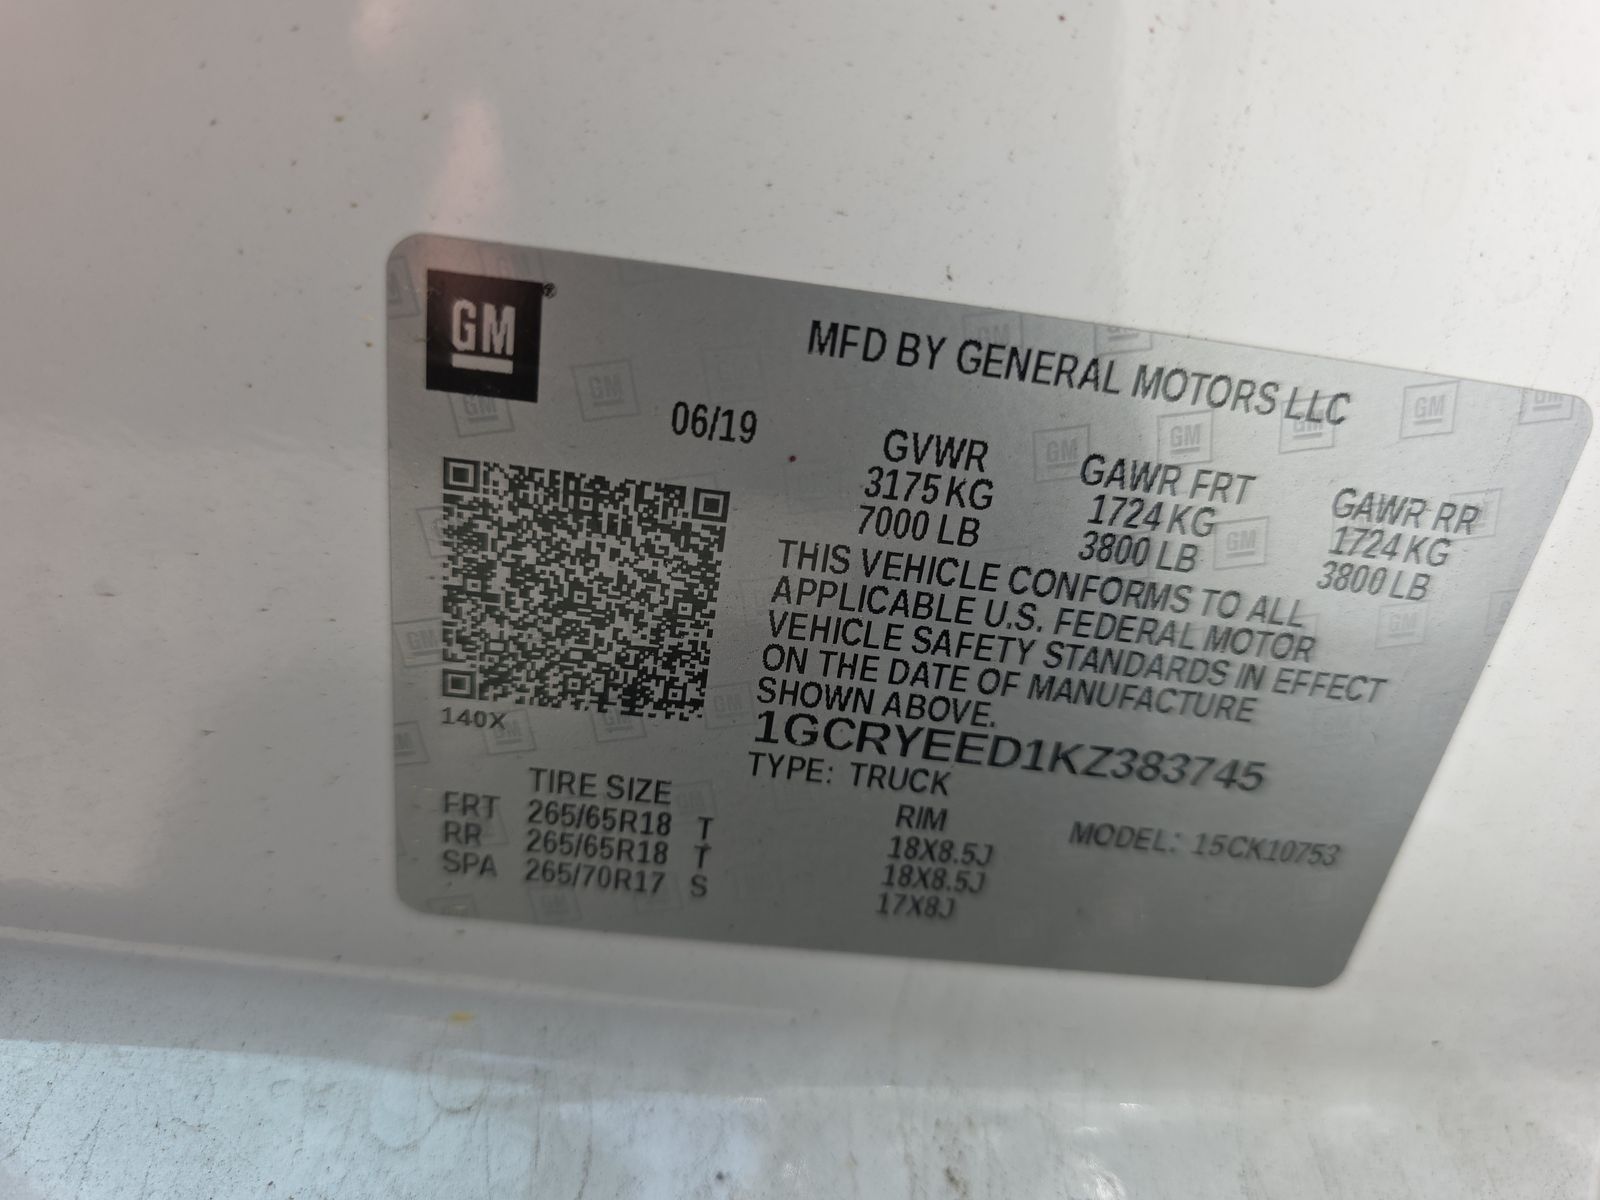 GM®
MFD BY GENERAL MOTORS LLC
06/19
GVWR GAWR FRT GAWR RR
3175 KG 1724 KG 1724 KG
7000 LB 3800 LB 3800 LB
THIS VEHICLE CONFORMS TO ALL
APPLICABLE U.S. FEDERAL MOTOR
VEHICLE SAFETY STANDARDS IN EFFECT
ON THE DATE OF MANUFACTURE
SHOWN ABOVE.
140X
1GCRYEED1KZ383745
TYPE: TRUCK
MODEL: 15CK10753
TIRE SIZE RIM
FRT 265/65R18 T 18X8.5J
RR 265/65R18 T 18X8.5J
SPA 265/70R17 S 17X8J